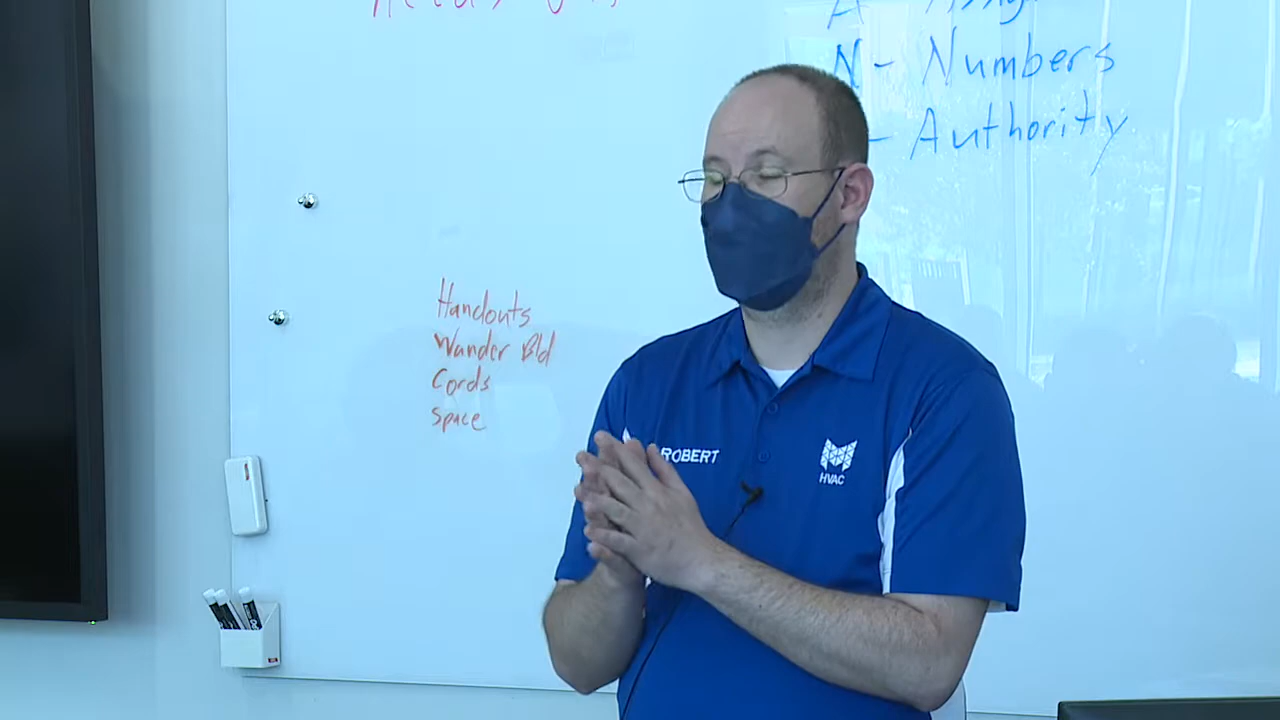 N - Numbers
- Authority
Handouts
Wander Bld
Cords
Space
ROBERT
HVAC